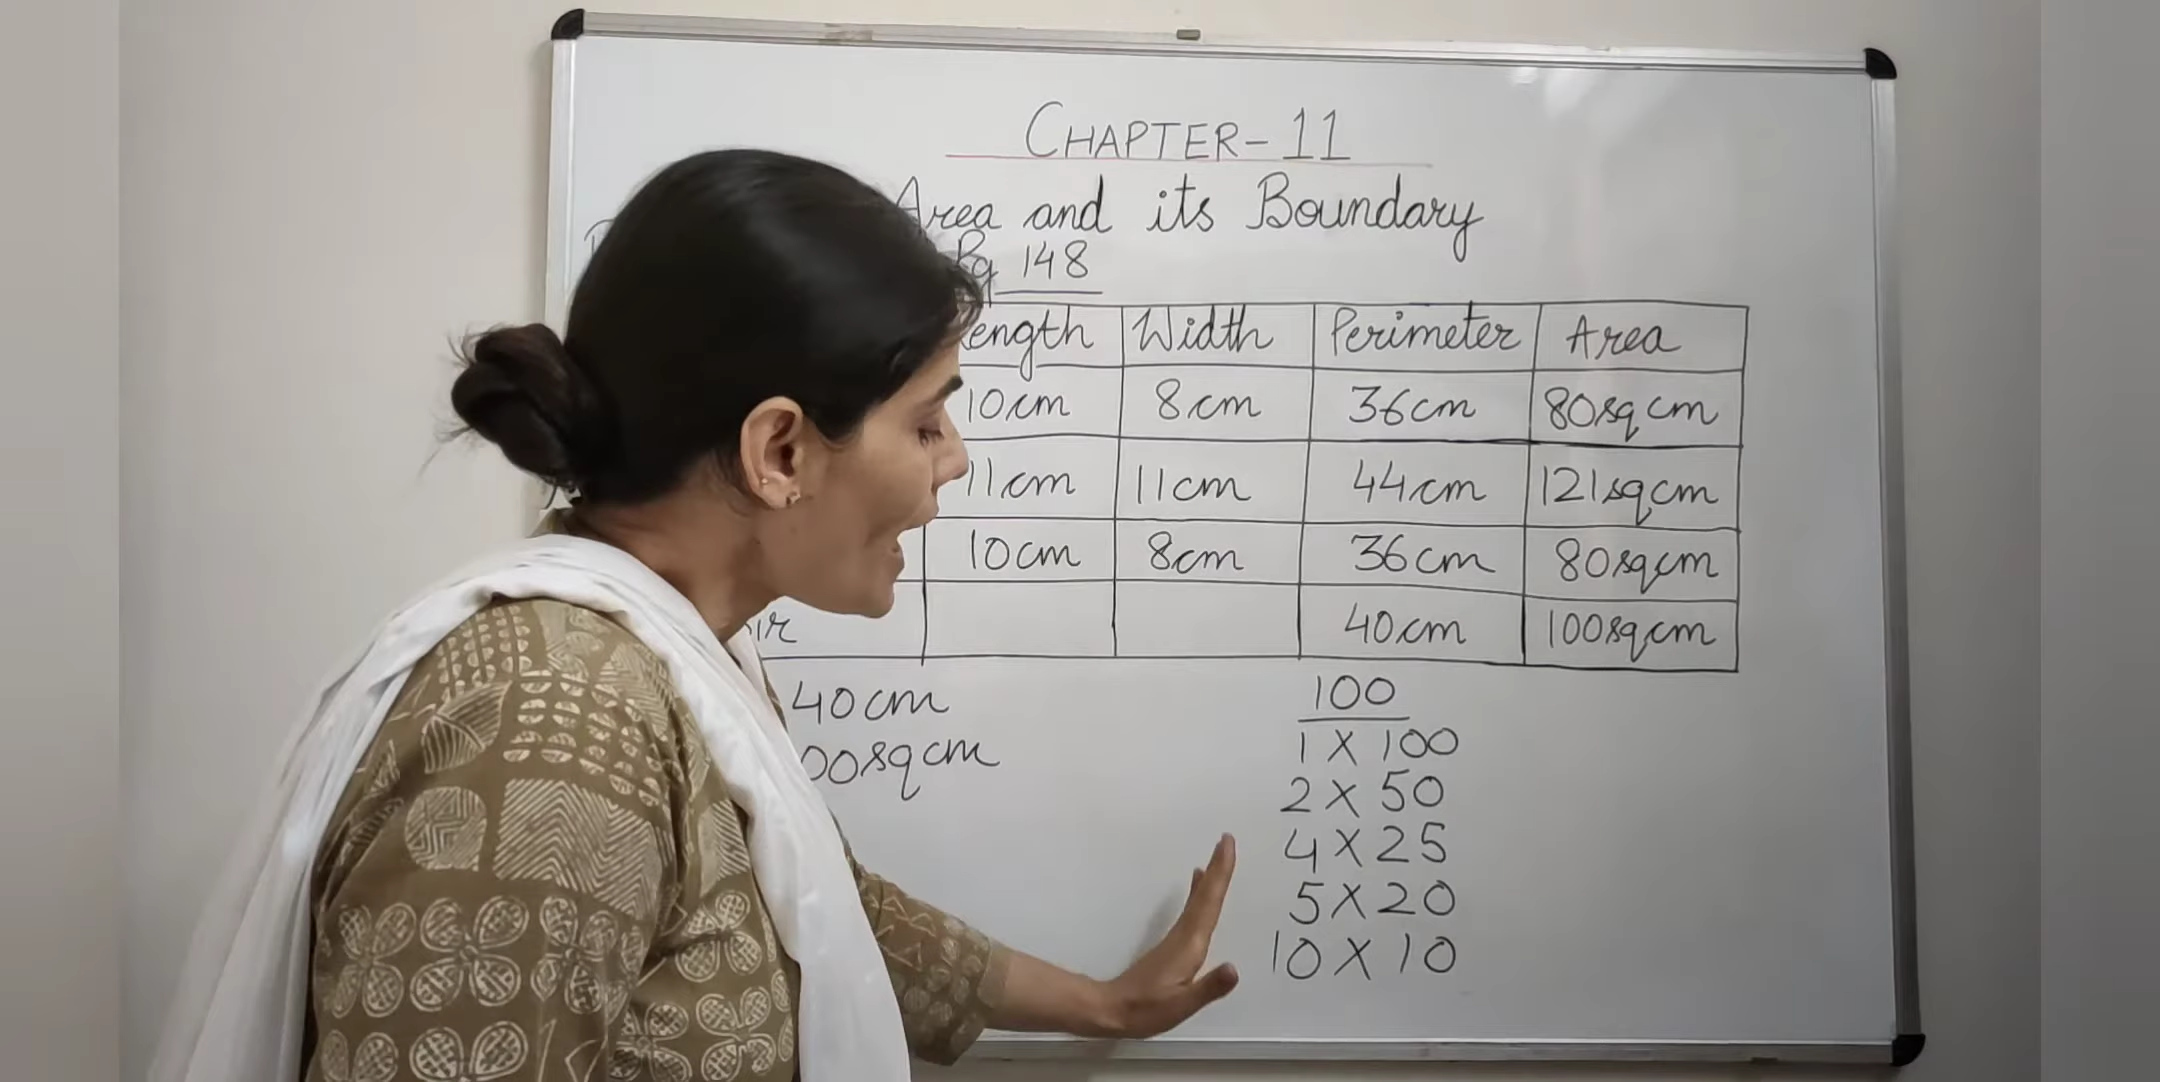 CHAPTER-11
Area and its Boundary
Pg 148
Length Width Perimeter Area
10cm 8cm 36cm 80sqcm
11cm 11cm 44cm 121sqcm
10cm 8cm 36cm 80sqcm
40cm 100sqcm
40cm
100
00sqcm
1 X 100
2 X 50
4 X 25
5 X 20
10 X 10